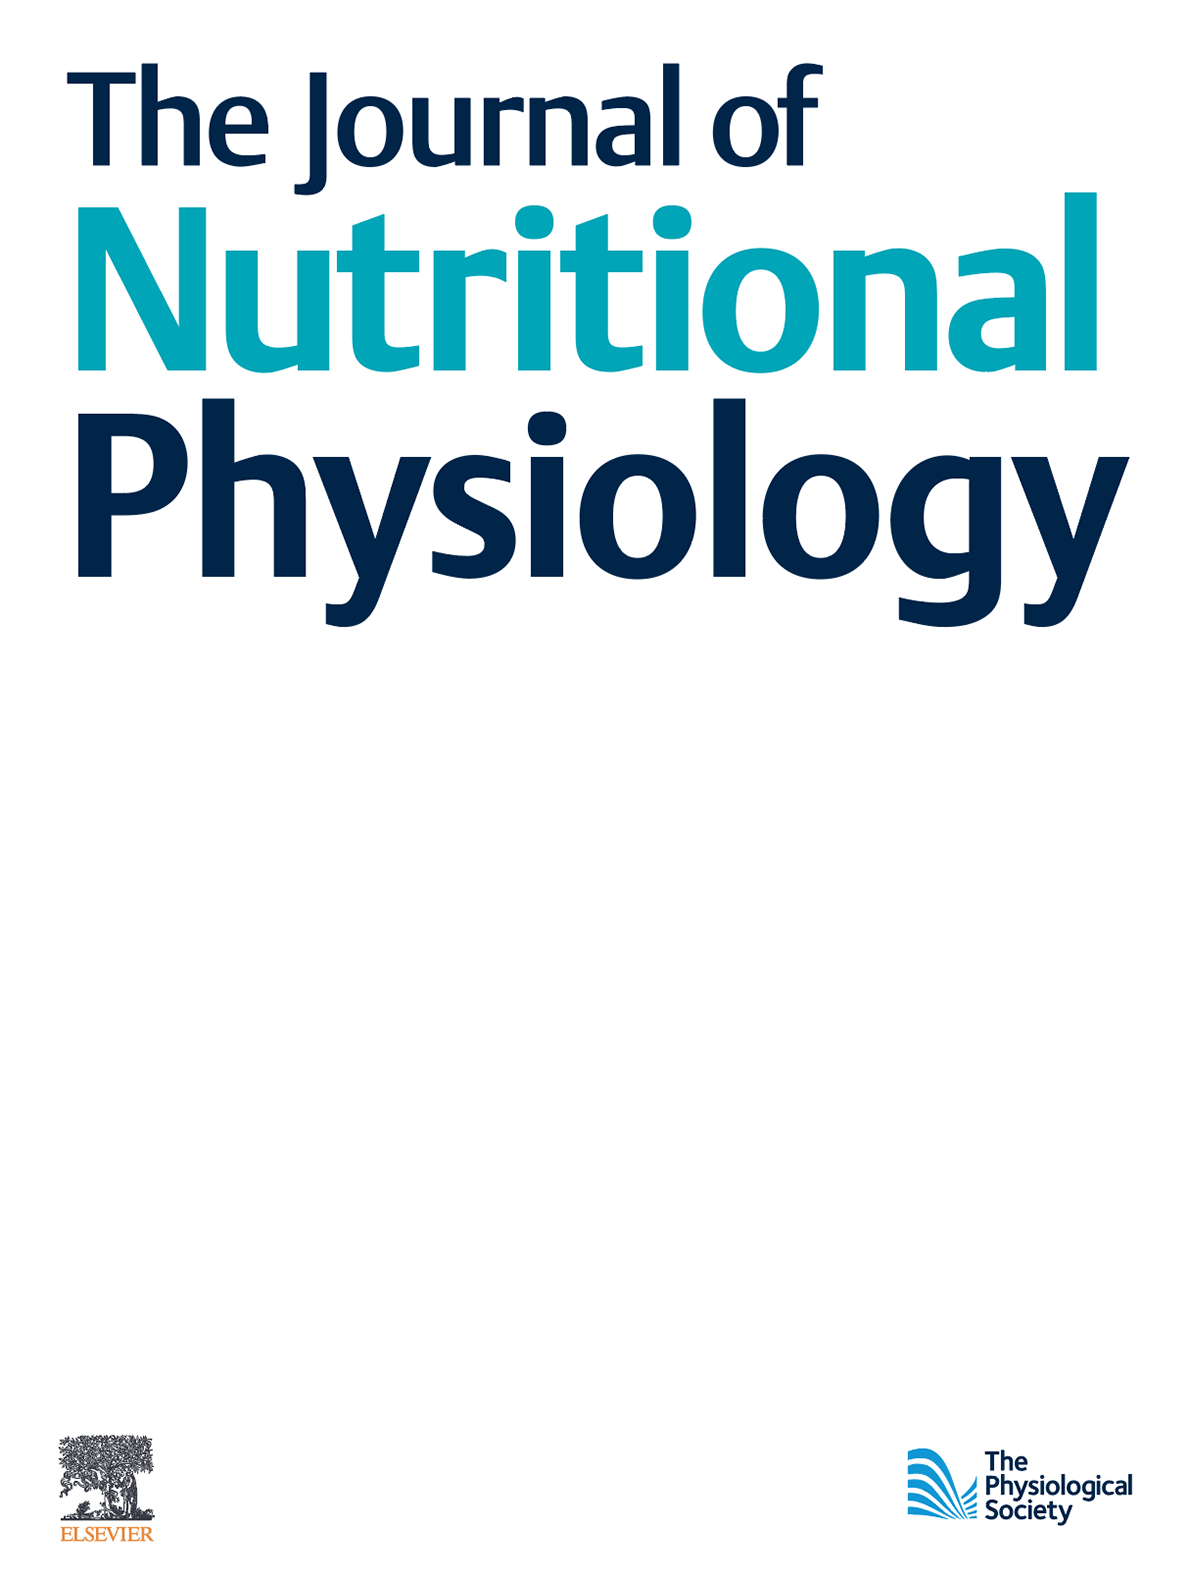 The Journal of
Nutritional
Physiology
ELSEVIER
The
Physiological
Society